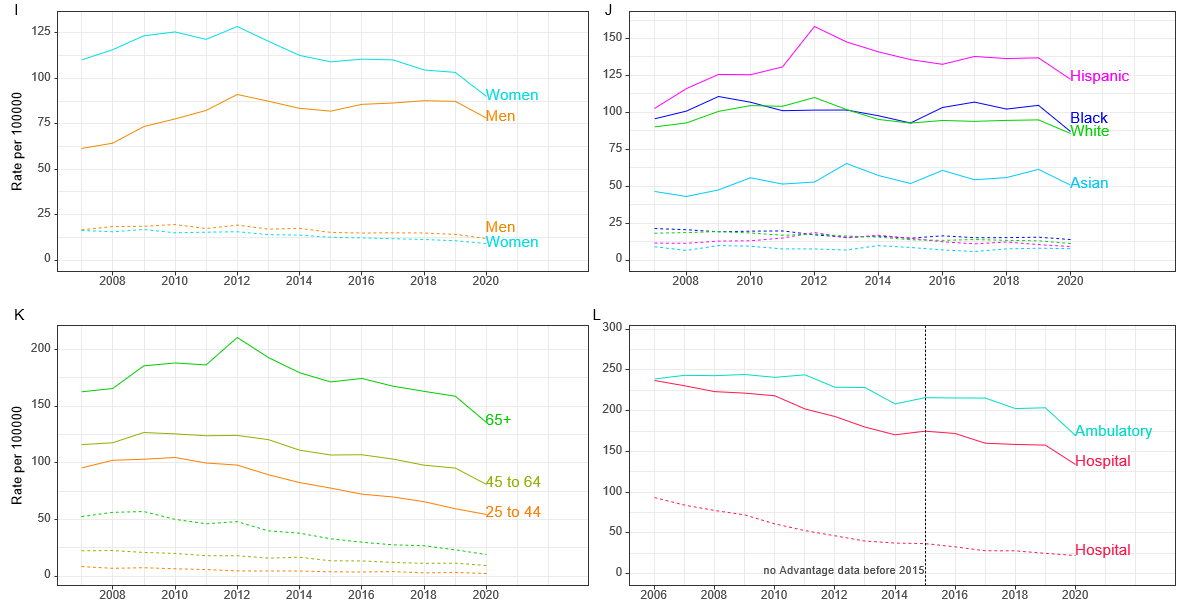 I
Rate per 100000
125
100
75
50
25
0
Women
Men
Men
Women
2008 2010 2012 2014 2016 2018 2020
J
150
125
100
75
50
25
0
Hispanic
Black
White
Asian
2008 2010 2012 2014 2016 2018 2020
K
Rate per 100000
200
150
100
50
0
65+
45 to 64
25 to 44
2008 2010 2012 2014 2016 2018 2020
L
300
250
200
150
100
50
0
Ambulatory
Hospital
Hospital
no Advantage data before 2015
2006 2008 2010 2012 2014 2016 2018 2020